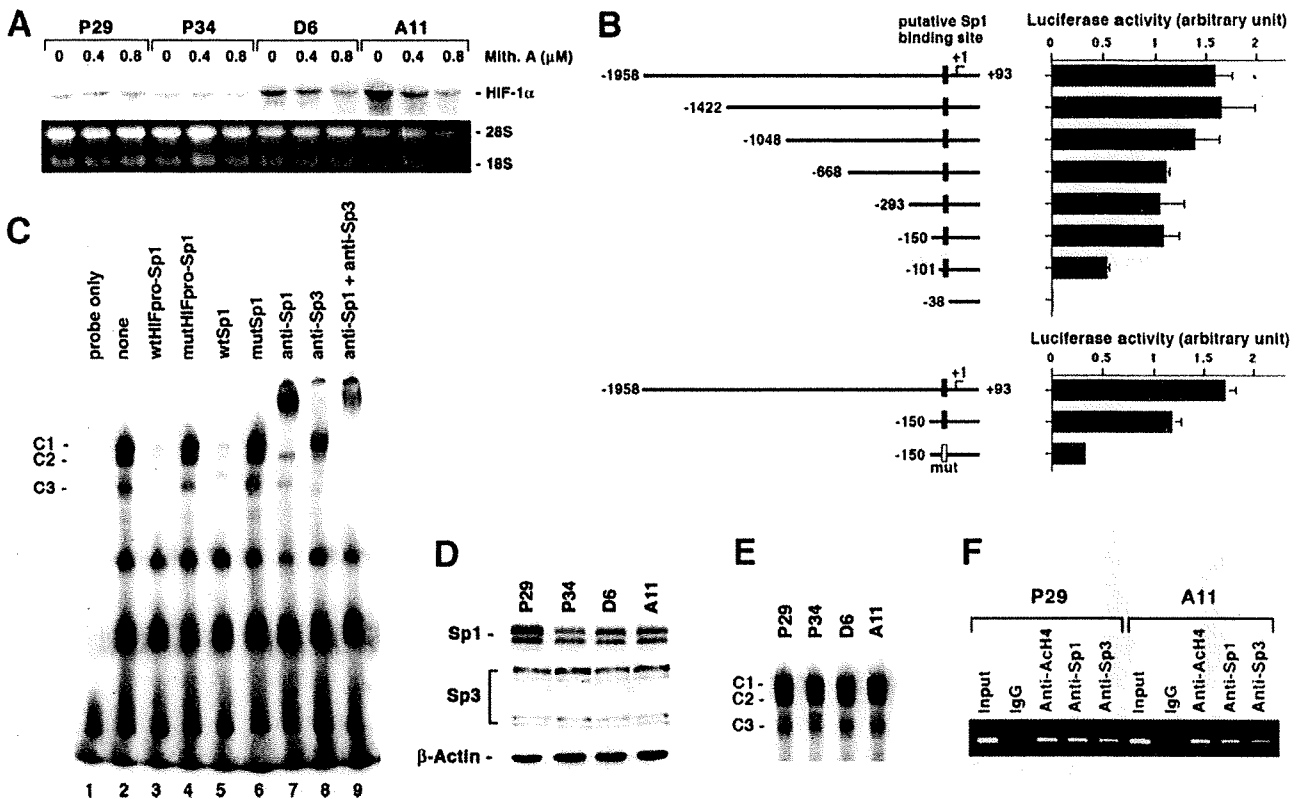 A
P29 P34 D6 A11
0 0.4 0.8 0 0.4 0.8 0 0.4 0.8 0 0.4 0.8 Mith. A (μM)
- HIF-1α
- 28S
- 18S
B
putative Sp1
binding site
Luciferase activity (arbitrary unit)
0 0.5 1 1.5 2
+1
-1958 +93
-1422
-1048
-668
-293
-150
-101
-38
Luciferase activity (arbitrary unit)
0 0.5 1 1.5 2
+1
-1958 +93
-150
-150
mut
C
probe only
none
wtHIFpro-Sp1
mutHIFpro-Sp1
wtSp1
mutSp1
anti-Sp1
anti-Sp3
anti-Sp1 + anti-Sp3
C1 -
C2 -
C3 -
1 2 3 4 5 6 7 8 9
D
P29 P34 D6 A11
Sp1 -
Sp3
β-Actin -
E
P29 P34 D6 A11
C1 -
C2 -
C3 -
F
P29 A11
Input IgG Anti-AcH4 Anti-Sp1 Anti-Sp3 Input IgG Anti-AcH4 Anti-Sp1 Anti-Sp3